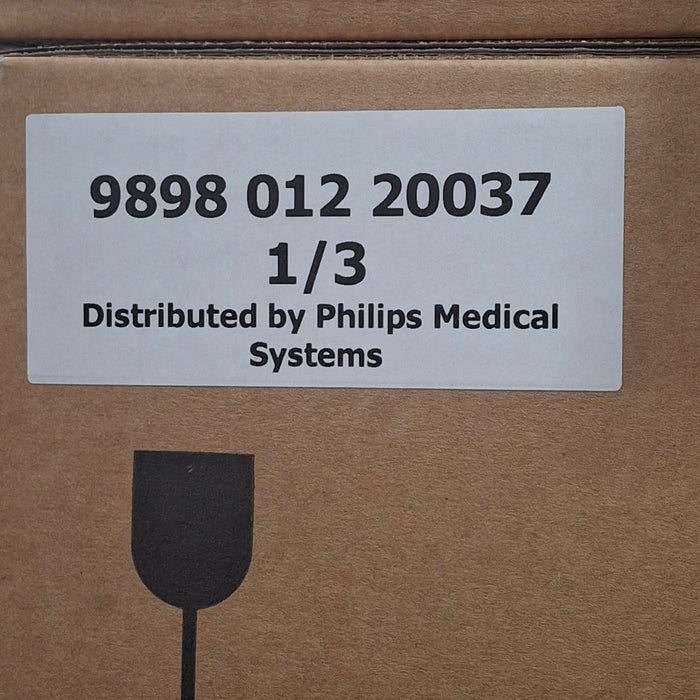 9898 012 20037
1/3
Distributed by Philips Medical
Systems